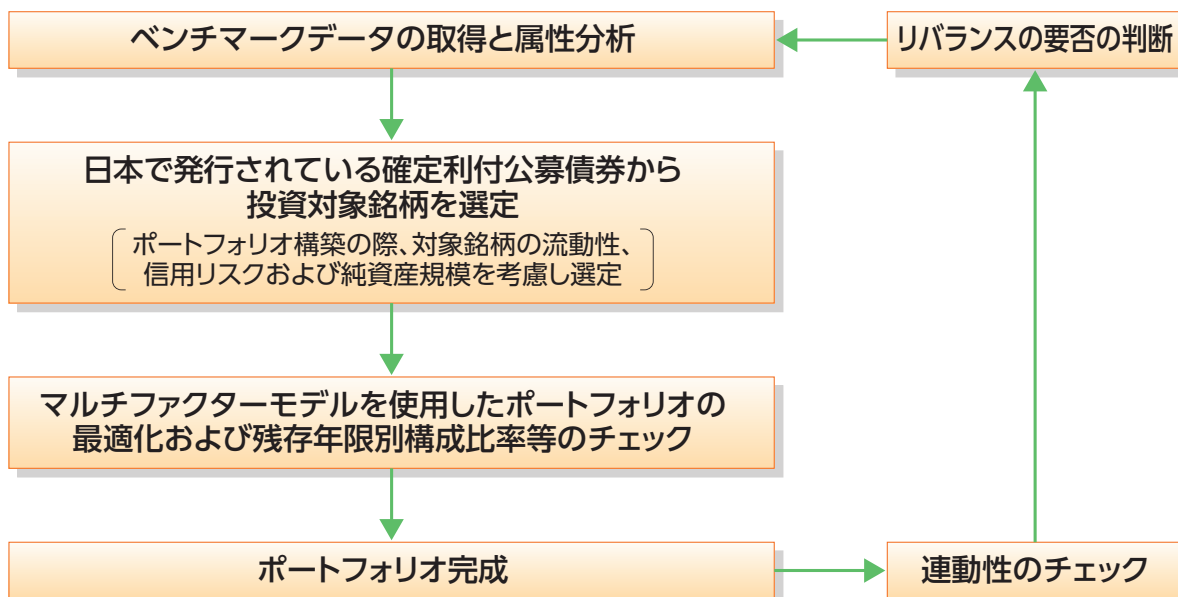 ベンチマークデータの取得と属性分析
リバランスの要否の判断
日本で発行されている確定利付公募債券から
投資対象銘柄を選定
ポートフォリオ構築の際、対象銘柄の流動性、
信用リスクおよび純資産規模を考慮し選定
マルチファクターモデルを使用したポートフォリオの
最適化および残存年限別構成比率等のチェック
ポートフォリオ完成
連動性のチェック